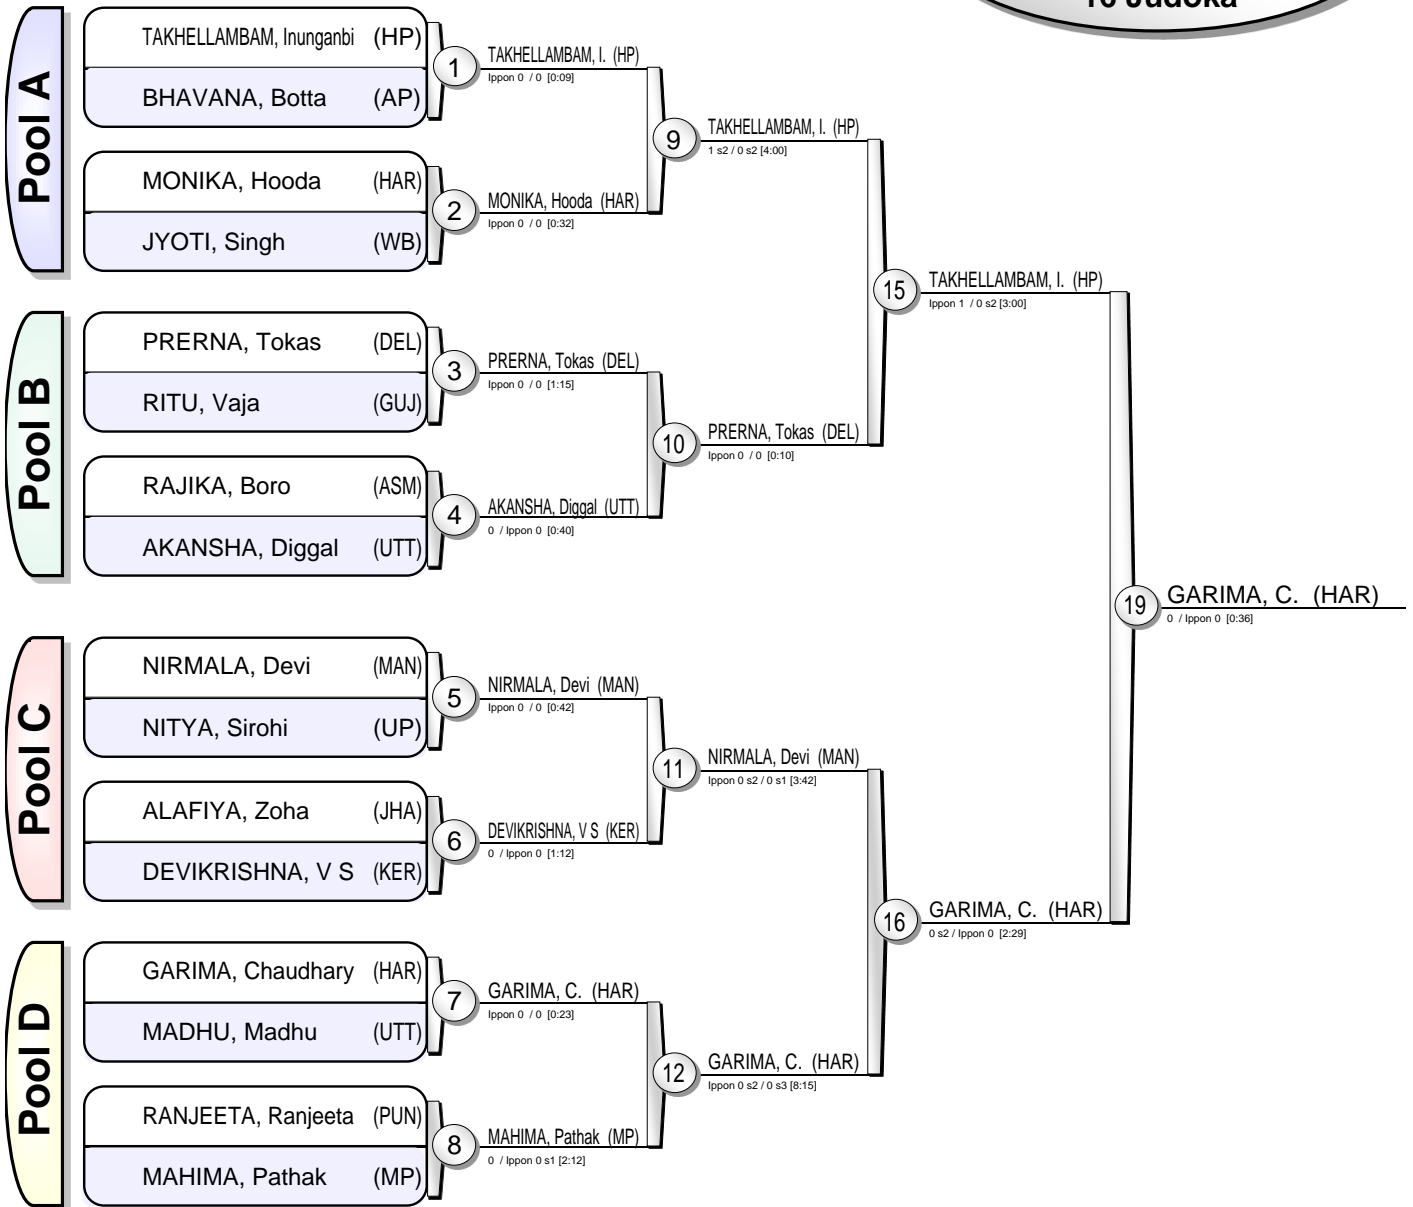 16 Judoka
Pool A
TAKHELLAMBAM, Inunganbi (HP)
BHAVANA, Botta (AP)
MONIKA, Hooda (HAR)
JYOTI, Singh (WB)
Pool B
PRERNA, Tokas (DEL)
RITU, Vaja (GUJ)
RAJIKA, Boro (ASM)
AKANSHA, Diggal (UTT)
Pool C
NIRMALA, Devi (MAN)
NITYA, Sirohi (UP)
ALAFIYA, Zoha (JHA)
DEVIKRISHNA, V S (KER)
Pool D
GARIMA, Chaudhary (HAR)
MADHU, Madhu (UTT)
RANJEETA, Ranjeeta (PUN)
MAHIMA, Pathak (MP)
1
TAKHELLAMBAM, I. (HP)
Ippon 0 / 0 [0:09]
2
MONIKA, Hooda (HAR)
Ippon 0 / 0 [0:32]
3
PRERNA, Tokas (DEL)
Ippon 0 / 0 [1:15]
4
AKANSHA, Diggal (UTT)
0 / Ippon 0 [0:40]
5
NIRMALA, Devi (MAN)
Ippon 0 / 0 [0:42]
6
DEVIKRISHNA, V S (KER)
0 / Ippon 0 [1:12]
7
GARIMA, C. (HAR)
Ippon 0 / 0 [0:23]
8
MAHIMA, Pathak (MP)
0 / Ippon 0 s1 [2:12]
9
TAKHELLAMBAM, I. (HP)
1 s2 / 0 s2 [4:00]
10
PRERNA, Tokas (DEL)
Ippon 0 / 0 [0:10]
11
NIRMALA, Devi (MAN)
Ippon 0 s2 / 0 s1 [3:42]
12
GARIMA, C. (HAR)
Ippon 0 s2 / 0 s3 [8:15]
15
TAKHELLAMBAM, I. (HP)
Ippon 1 / 0 s2 [3:00]
16
GARIMA, C. (HAR)
0 s2 / Ippon 0 [2:29]
19
GARIMA, C. (HAR)
0 / Ippon 0 [0:36]